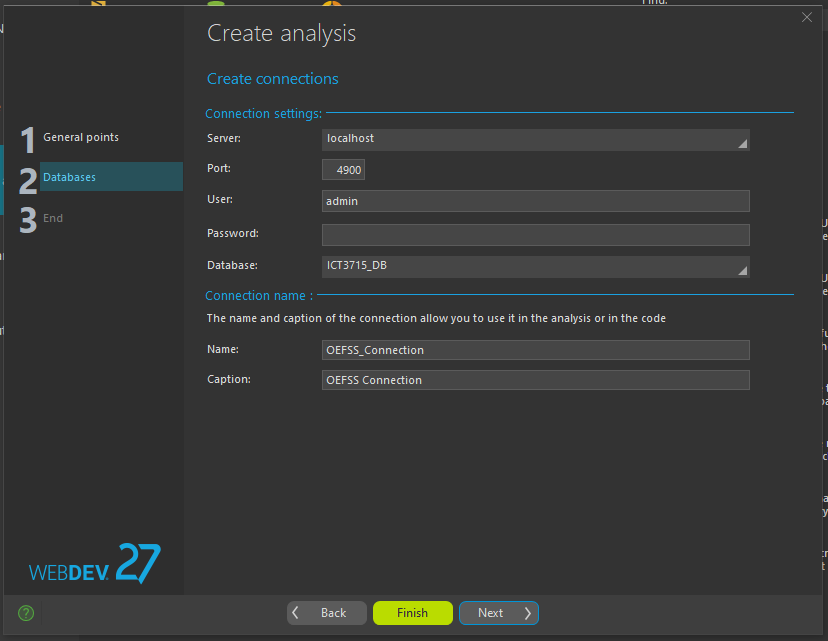 Create analysis
Create connections
Connection settings:
Server: localhost
Port: 4900
User: admin
Password:
Database: ICT3715_DB
Connection name :
The name and caption of the connection allow you to use it in the analysis or in the code
Name: OEFSS_Connection
Caption: OEFSS Connection
1 General points
2 Databases
3 End
WEBDEV 27
?
Back
Finish
Next